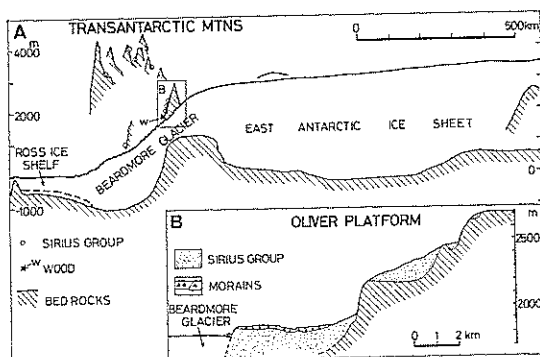 A TRANSANTARCTIC MTNS
0 500km
m
4000
2000
0
1000
B
W
ROSS ICE
SHELF
BEARDMORE GLACIER
EAST ANTARCTIC ICE SHEET
0
SIRIUS GROUP
W WOOD
BED ROCKS
B OLIVER PLATFORM
m
2500
2000
SIRIUS GROUP
MORAINS
BEARDMORE
GLACIER
0 1 2 km